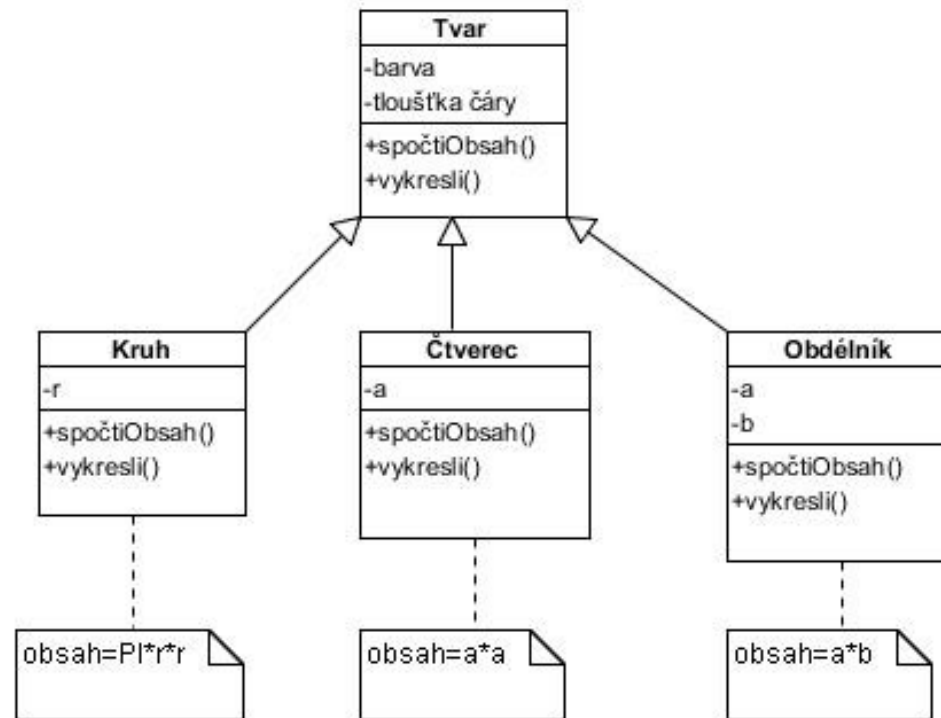 Tvar
-barva
-tloušťka čáry
+spočtiObsah()
+vykresli()
Kruh
-r
+spočtiObsah()
+vykresli()
obsah=PI*r*r
Čtverec
-a
+spočtiObsah()
+vykresli()
obsah=a*a
Obdélník
-a
-b
+spočtiObsah()
+vykresli()
obsah=a*b